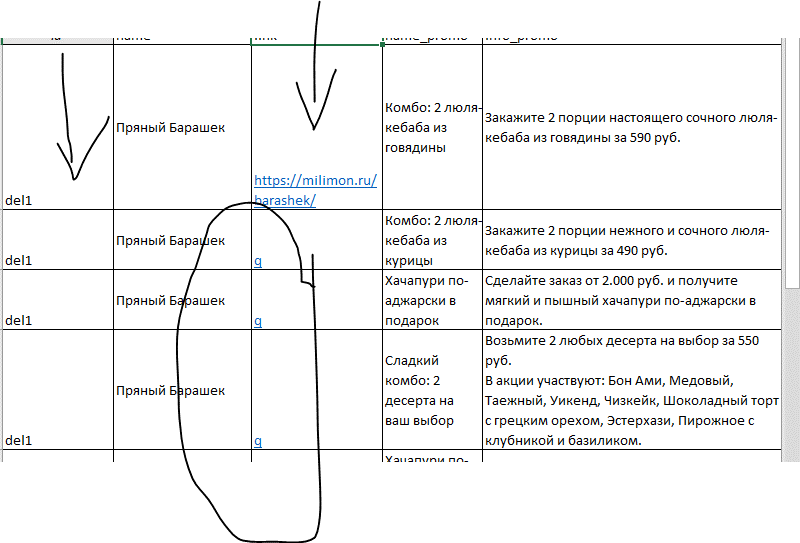 name
link
name_promo
info_promo
del1
Пряный Барашек
https://milimon.ru/
barashek/
Комбо: 2 люля-
кебаба из
говядины
Закажите 2 порции настоящего сочного люля-
кебаба из говядины за 590 руб.
del1
Пряный Барашек
q
Комбо: 2 люля-
кебаба из
курицы
Закажите 2 порции нежного и сочного люля-
кебаба из курицы за 490 руб.
del1
Пряный Барашек
q
Хачапури по-
аджарски в
подарок
Сделайте заказ от 2.000 руб. и получите
мягкий и пышный хачапури по-аджарски в
подарок.
del1
Пряный Барашек
q
Сладкий
комбо: 2
десерта на
ваш выбор
Возьмите 2 любых десерта на выбор за 550
руб.
В акции участвуют: Бон Ами, Медовый,
Таежный, Уикенд, Чизкейк, Шоколадный торт
с грецким орехом, Эстерхази, Пирожное с
клубникой и базиликом.
Хачапури по-